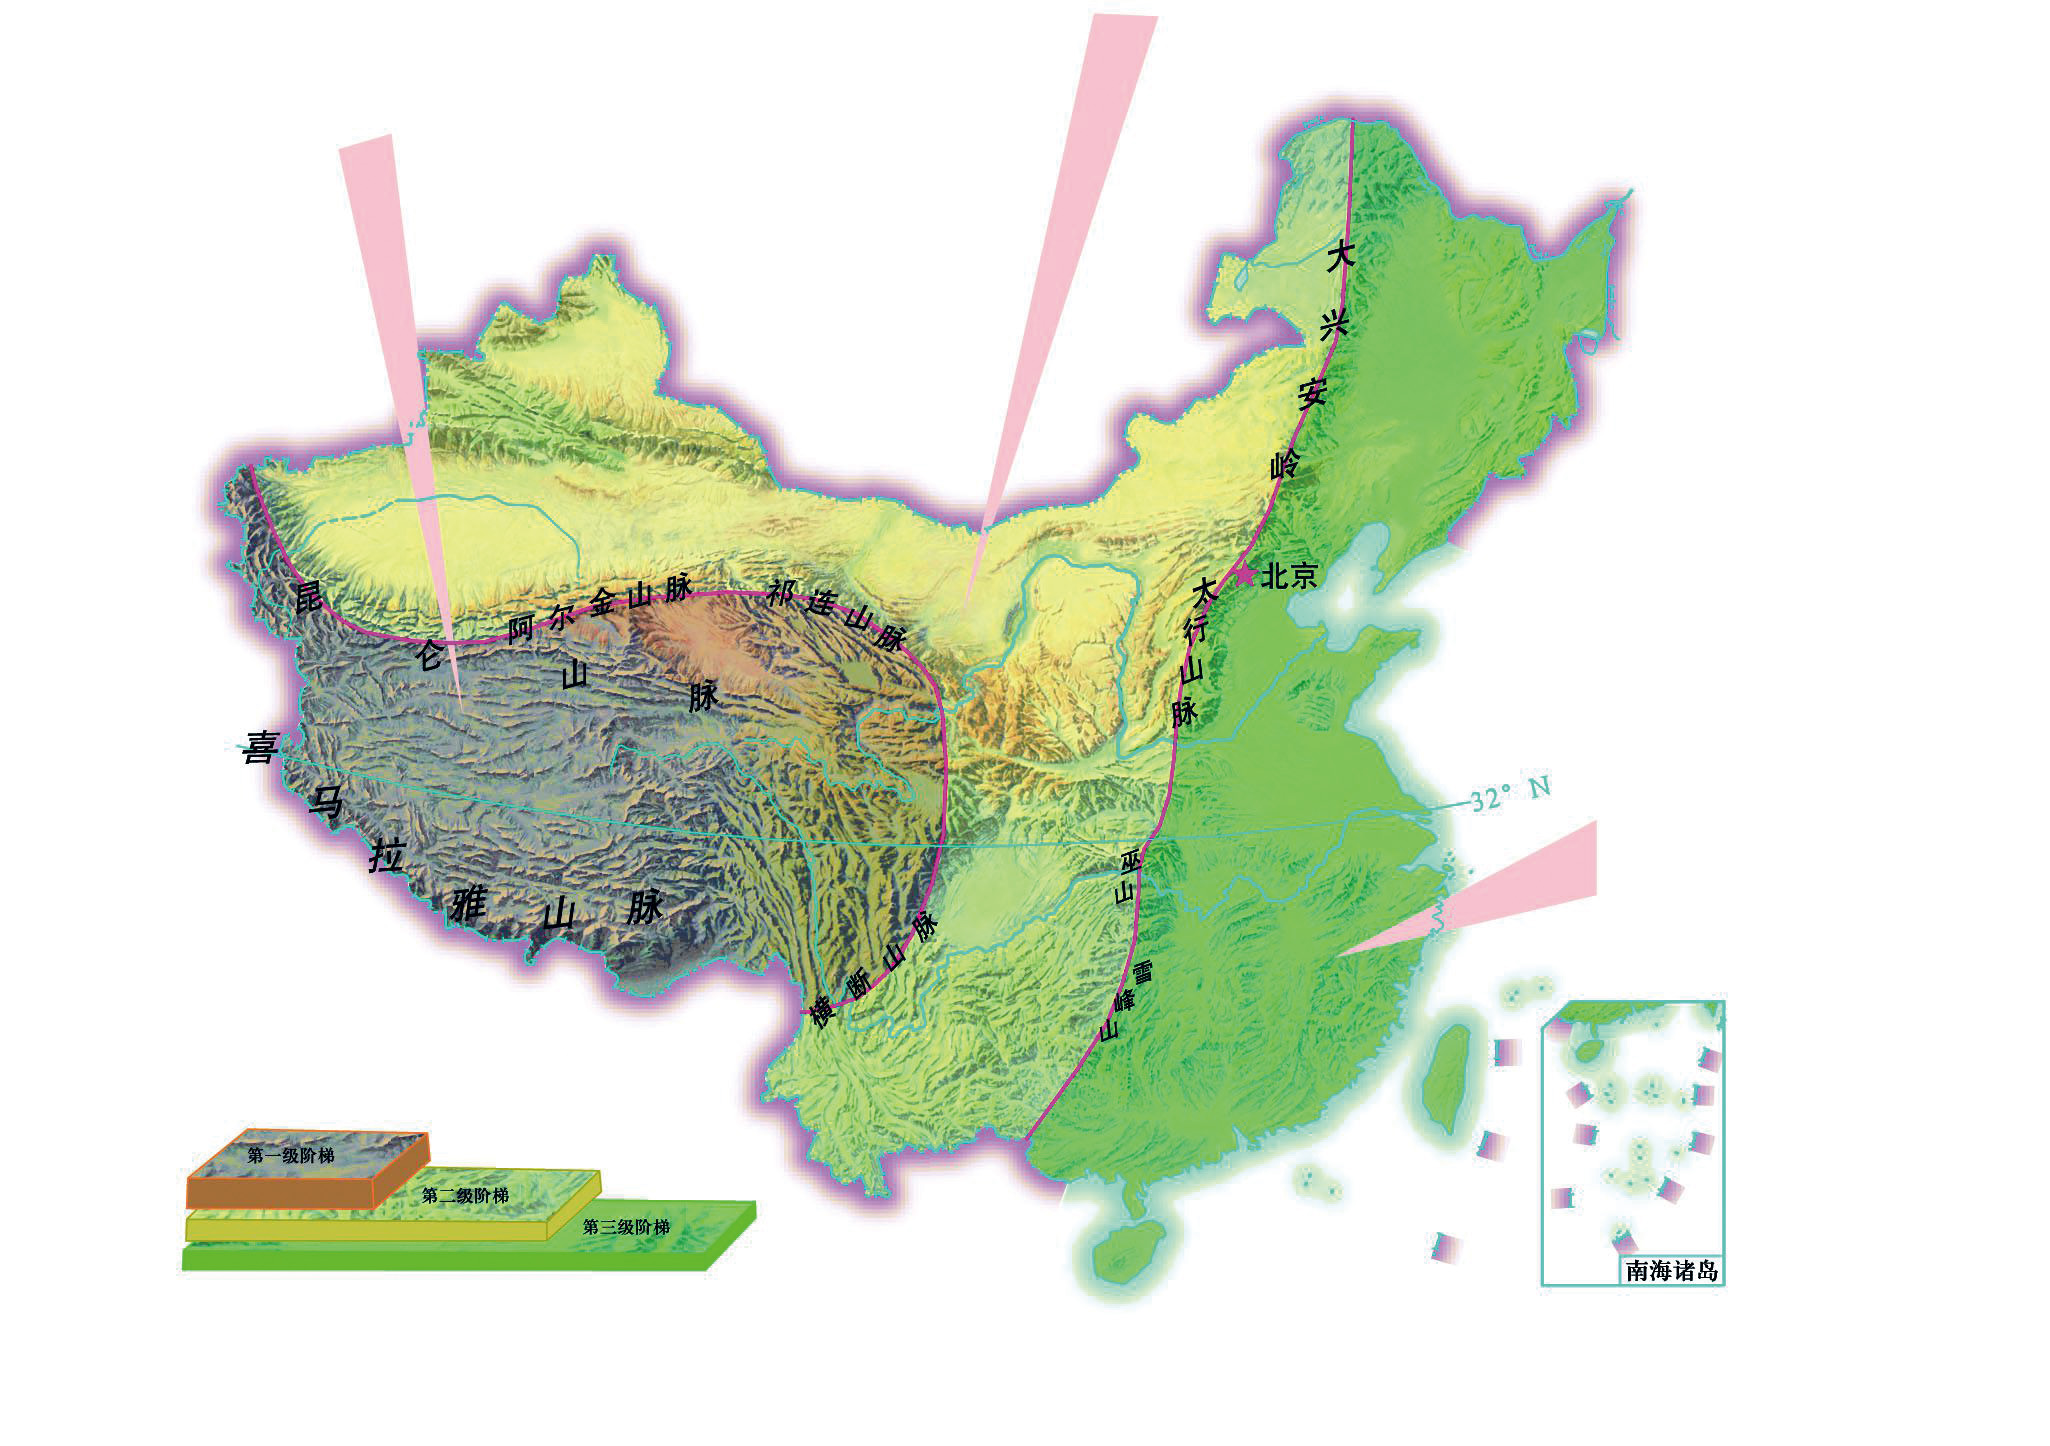 大兴安岭
北京
太行山脉
昆仑山脉
阿尔金山脉
祁连山脉
喜马拉雅山脉
32° N
巫山
横断山脉
雪峰山
第一级阶梯
第二级阶梯
第三级阶梯
南海诸岛